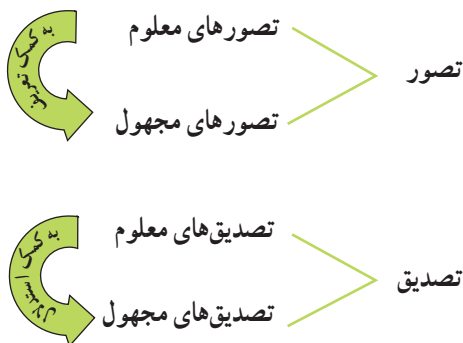 تصور
تصورهای معلوم
تصورهای مجهول
به کمک تعریف
تصدیق
تصدیق‌های معلوم
تصدیق‌های مجهول
به کمک استدلال